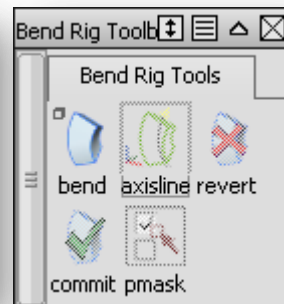 Bend Rig Toolb
Bend Rig Tools
bend axisline revert
commit pmask